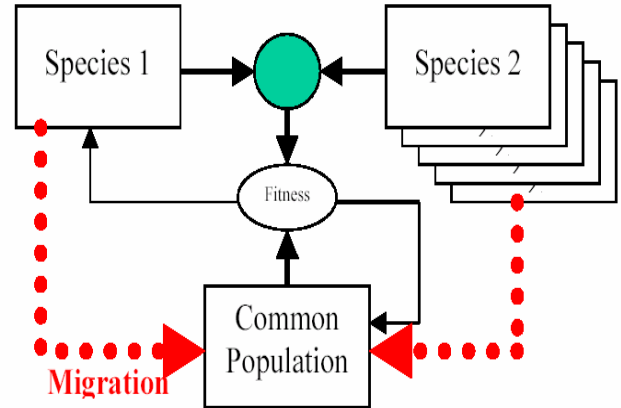 Species 1
Species 2
Fitness
Common
Population
Migration